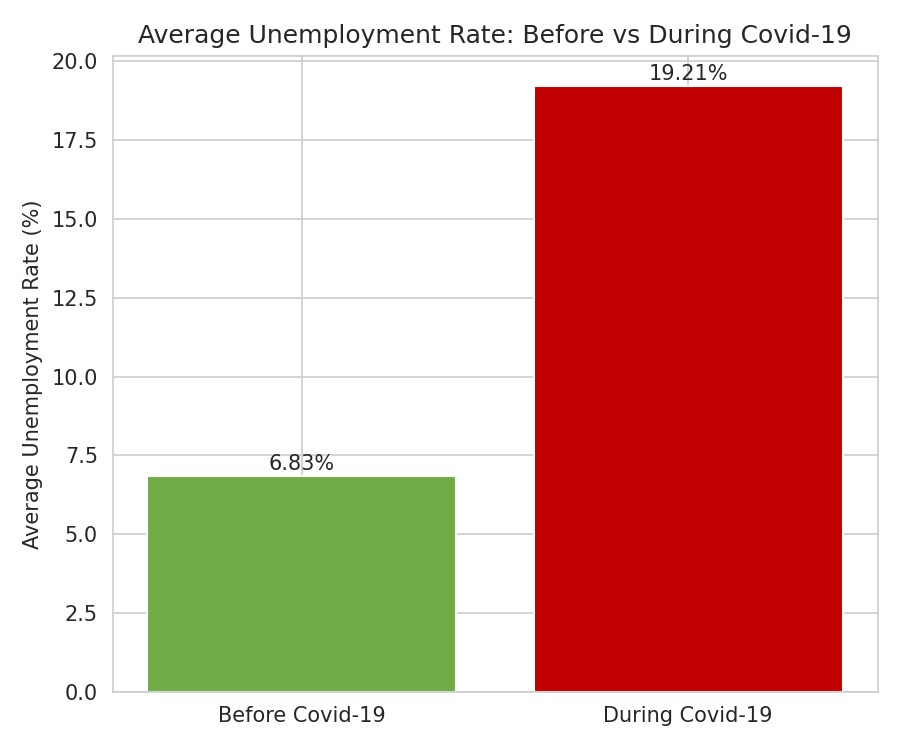 Average Unemployment Rate: Before vs During Covid-19
Average Unemployment Rate (%)
20.0
17.5
15.0
12.5
10.0
7.5
5.0
2.5
0.0
19.21%
6.83%
Before Covid-19
During Covid-19